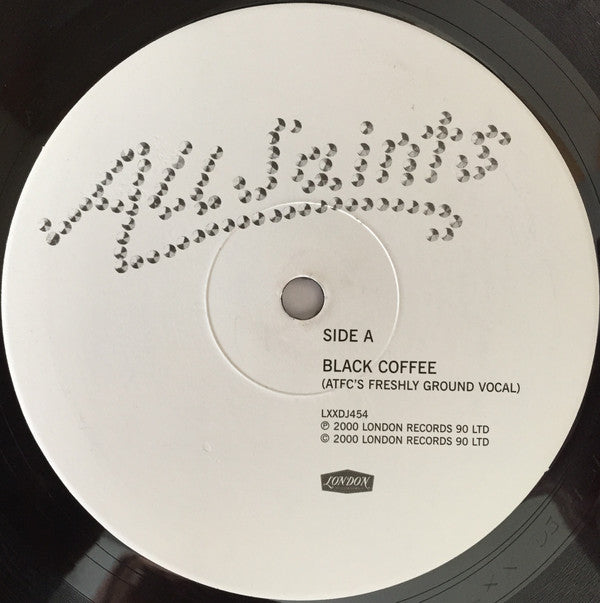 All Saints
SIDE A
BLACK COFFEE
(ATFC'S FRESHLY GROUND VOCAL)
LXXDJ454
℗ 2000 LONDON RECORDS 90 LTD
© 2000 LONDON RECORDS 90 LTD
LONDON